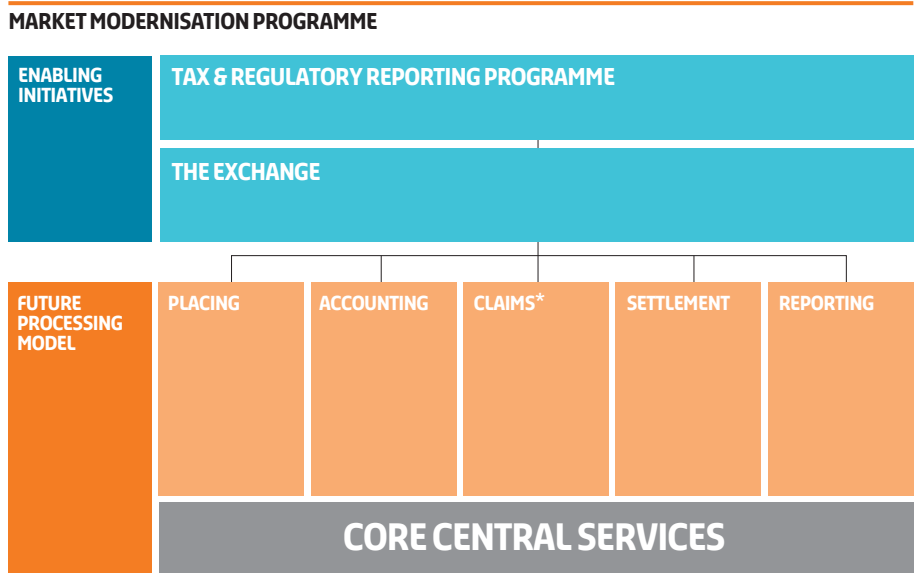 MARKET MODERNISATION PROGRAMME
ENABLING
INITIATIVES
TAX & REGULATORY REPORTING PROGRAMME
THE EXCHANGE
FUTURE
PROCESSING
MODEL
PLACING
ACCOUNTING
CLAIMS*
SETTLEMENT
REPORTING
CORE CENTRAL SERVICES